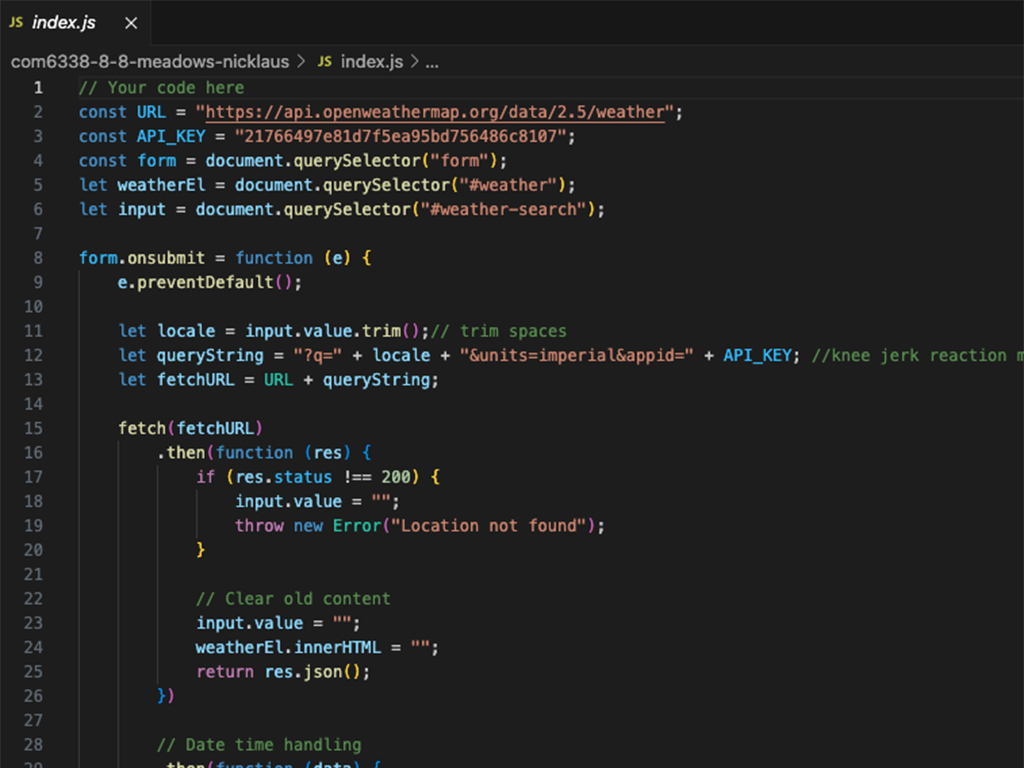 JS index.js ×
com6338-8-8-meadows-nicklaus > JS index.js > ...
1 // Your code here
2 const URL = "https://api.openweathermap.org/data/2.5/weather";
3 const API_KEY = "21766497e81d7f5ea95bd756486c8107";
4 const form = document.querySelector("form");
5 let weatherEl = document.querySelector("#weather");
6 let input = document.querySelector("#weather-search");
7
8 form.onsubmit = function (e) {
9 e.preventDefault();
10
11 let locale = input.value.trim();// trim spaces
12 let queryString = "?q=" + locale + "&units=imperial&appid=" + API_KEY; //knee jerk reaction m
13 let fetchURL = URL + queryString;
14
15 fetch(fetchURL)
16 .then(function (res) {
17 if (res.status !== 200) {
18 input.value = "";
19 throw new Error("Location not found");
20 }
21
22 // Clear old content
23 input.value = "";
24 weatherEl.innerHTML = "";
25 return res.json();
26 })
27
28 // Date time handling
29 .then(function (data) {